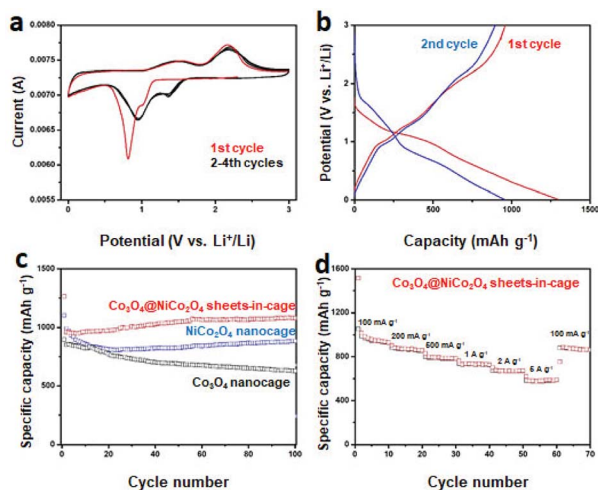 a
0.0080
0.0075
0.0070
0.0065
0.0060
0.0055
Current (A)
1st cycle
2-4th cycles
0 1 2 3
Potential (V vs. Li⁺/Li)
b
3
2
1
0
Potential (V vs. Li⁺/Li)
2nd cycle 1st cycle
0 500 1000 1500
Capacity (mAh g⁻¹)
c
1500
1000
500
0
Specific capacity (mAh g⁻¹)
Co₃O₄@NiCo₂O₄ sheets-in-cage
NiCo₂O₄ nanocage
Co₃O₄ nanocage
0 20 40 60 80 100
Cycle number
d
1600
1200
800
400
0
Specific capacity (mAh g⁻¹)
Co₃O₄@NiCo₂O₄ sheets-in-cage
100 mA g⁻¹
200 mA g⁻¹
500 mA g⁻¹
1 A g⁻¹
2 A g⁻¹
5 A g⁻¹
100 mA g⁻¹
0 10 20 30 40 50 60 70
Cycle number